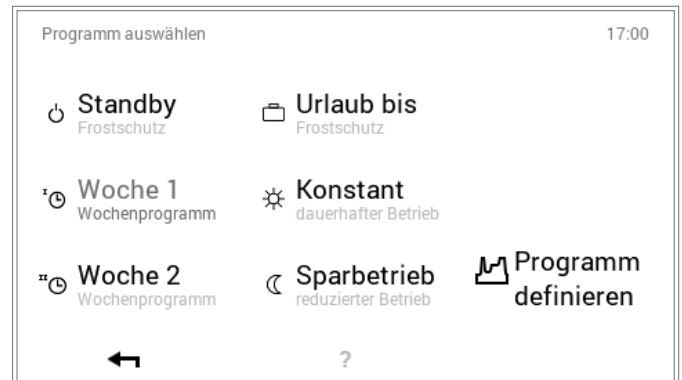 Programm auswählen 17:00
Standby
Frostschutz
Urlaub bis
Frostschutz
I Woche 1
Wochenprogramm
Konstant
dauerhafter Betrieb
II Woche 2
Wochenprogramm
Sparbetrieb
reduzierter Betrieb
Programm
definieren
?